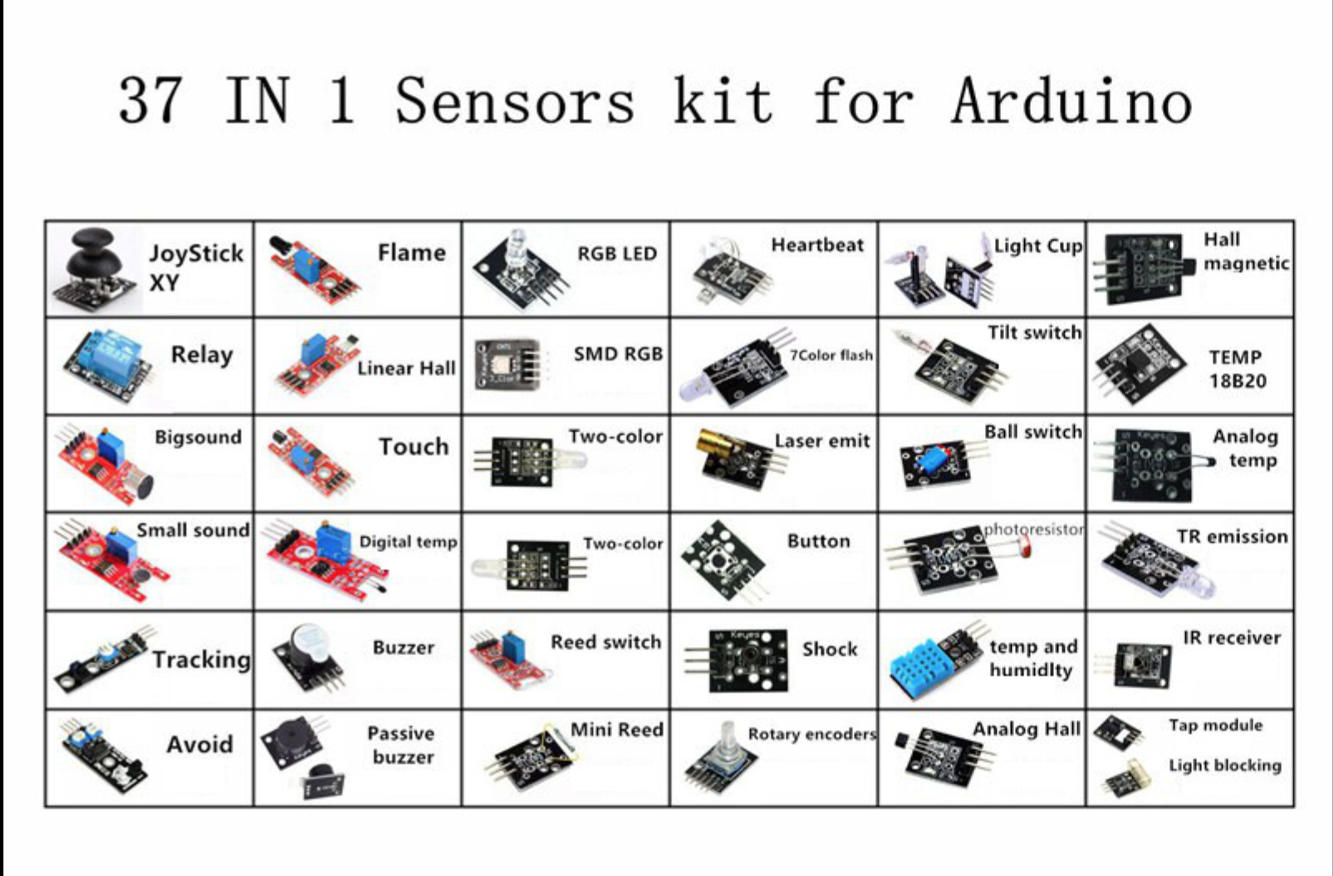 37 IN 1 Sensors kit for Arduino
JoyStick
XY
Flame
RGB LED
Heartbeat
Light Cup
Hall
magnetic
Relay
Linear Hall
SMD RGB
7Color flash
Tilt switch
TEMP
18B20
Bigsound
Touch
Two-color
Laser emit
Ball switch
Keyes
Analog
temp
Small sound
Digital temp
Two-color
Button
photoresistor
TR emission
Tracking
Buzzer
Reed switch
Keyes
Shock
temp and
humidlty
IR receiver
Avoid
Passive
buzzer
Mini Reed
Rotary encoders
Analog Hall
Tap module
Light blocking